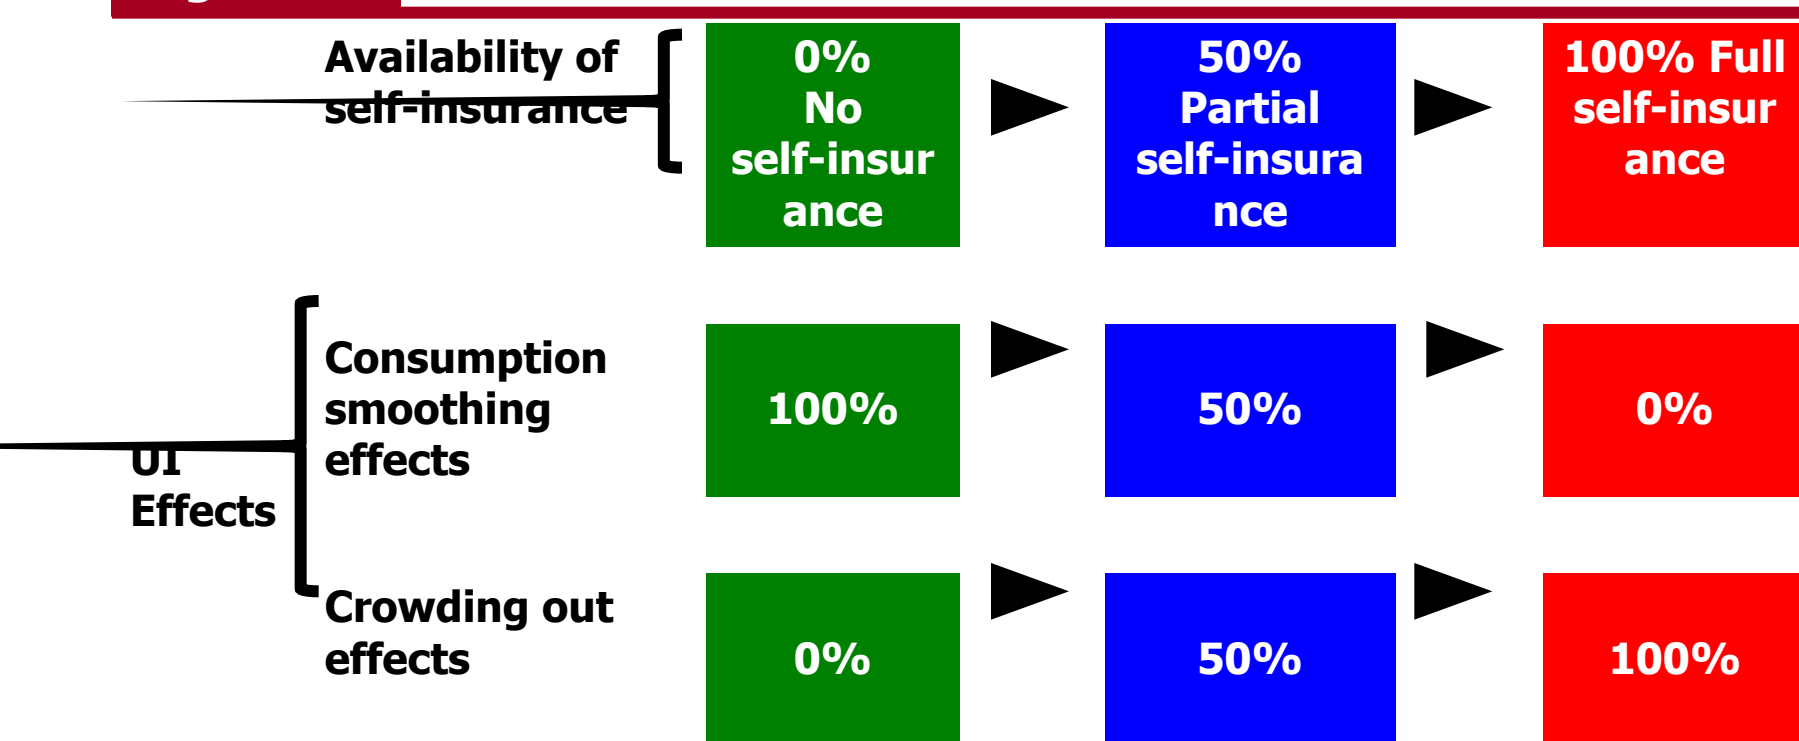 Availability of
self-insurance
0%
No
self-insur
ance
50%
Partial
self-insura
nce
100% Full
self-insur
ance
Consumption
smoothing
effects
100%
50%
0%
UI
Effects
Crowding out
effects
0%
50%
100%